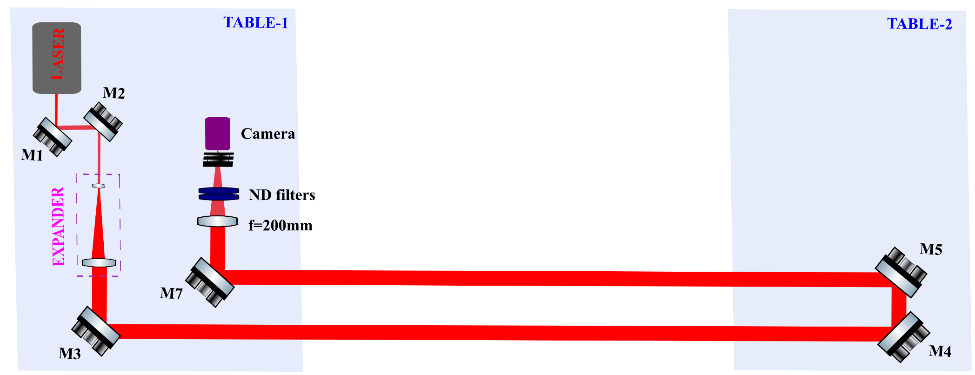 TABLE-1
TABLE-2
LASER
M2
M1
Camera
ND filters
f=200mm
EXPANDER
M7
M5
M3
M4